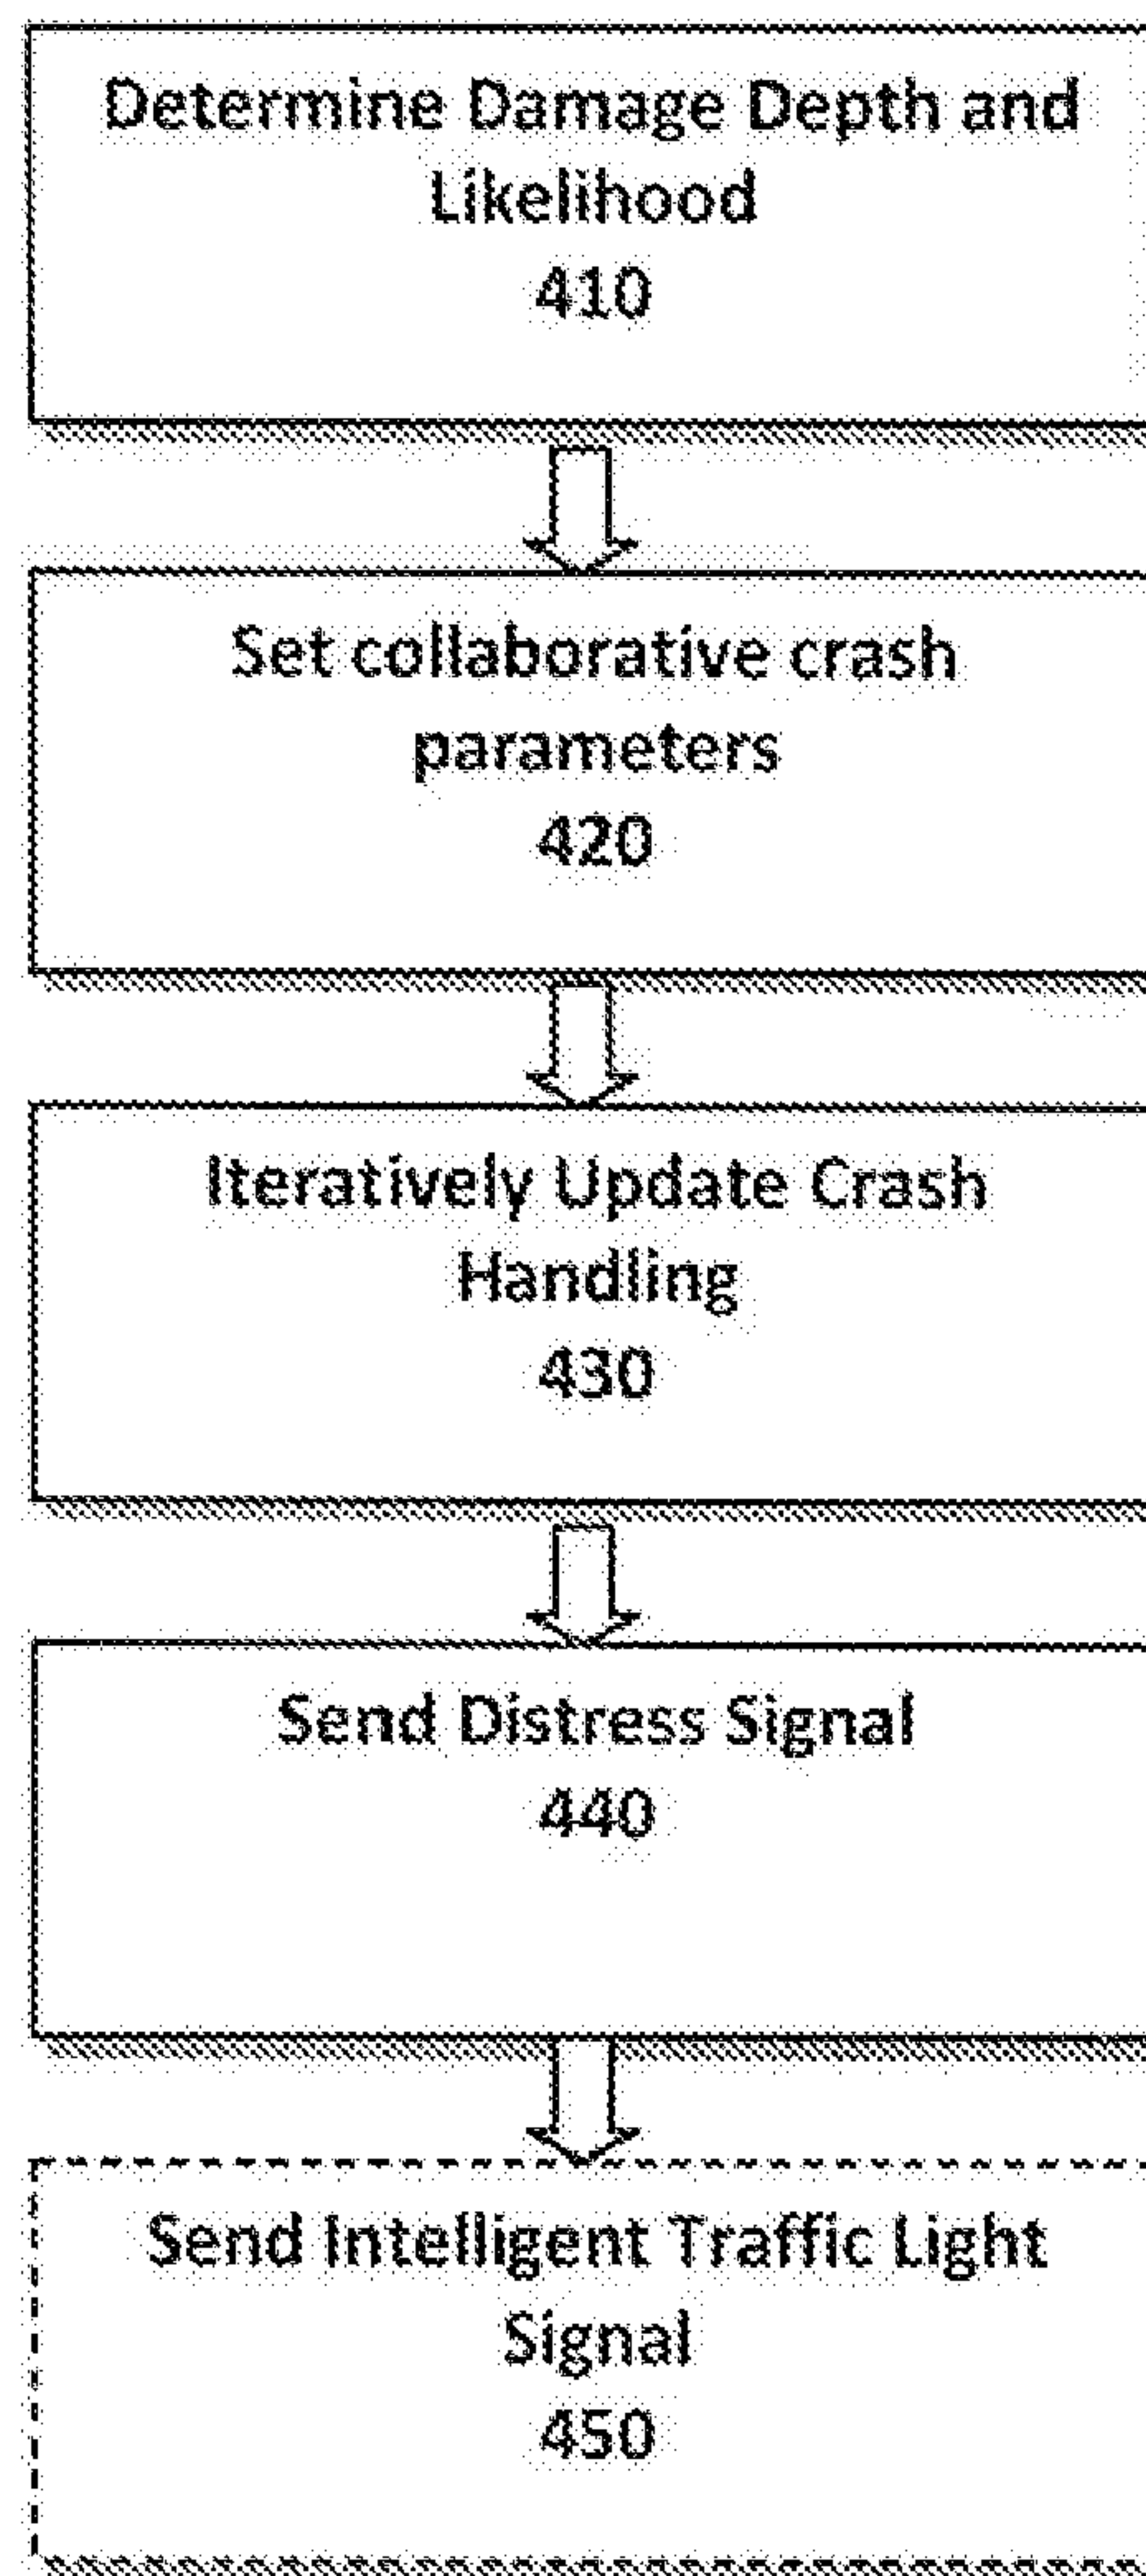 Determine Damage Depth and
Likelihood
410
Set collaborative crash
parameters
420
Iteratively Update Crash
Handling
430
Send Distress Signal
440
Send Intelligent Traffic Light
Signal
450